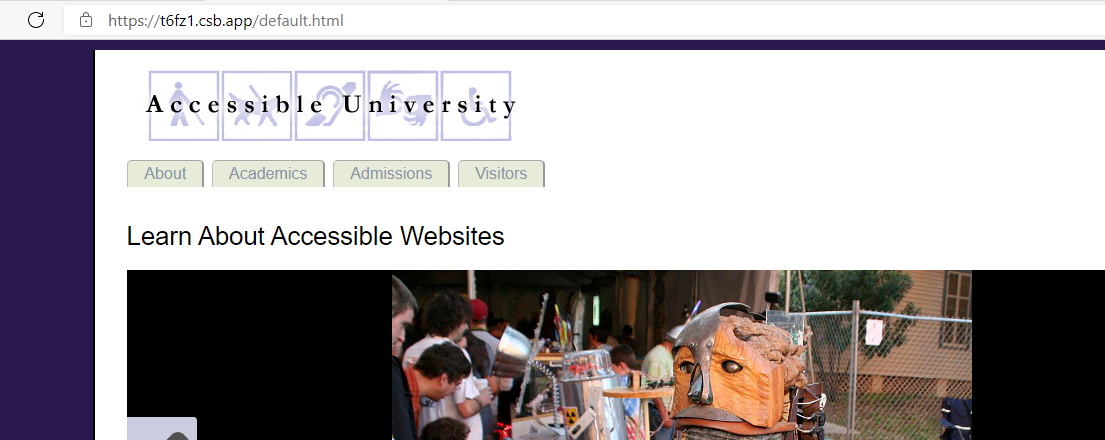 https://t6fz1.csb.app/default.html
Accessible University
About Academics Admissions Visitors
Learn About Accessible Websites